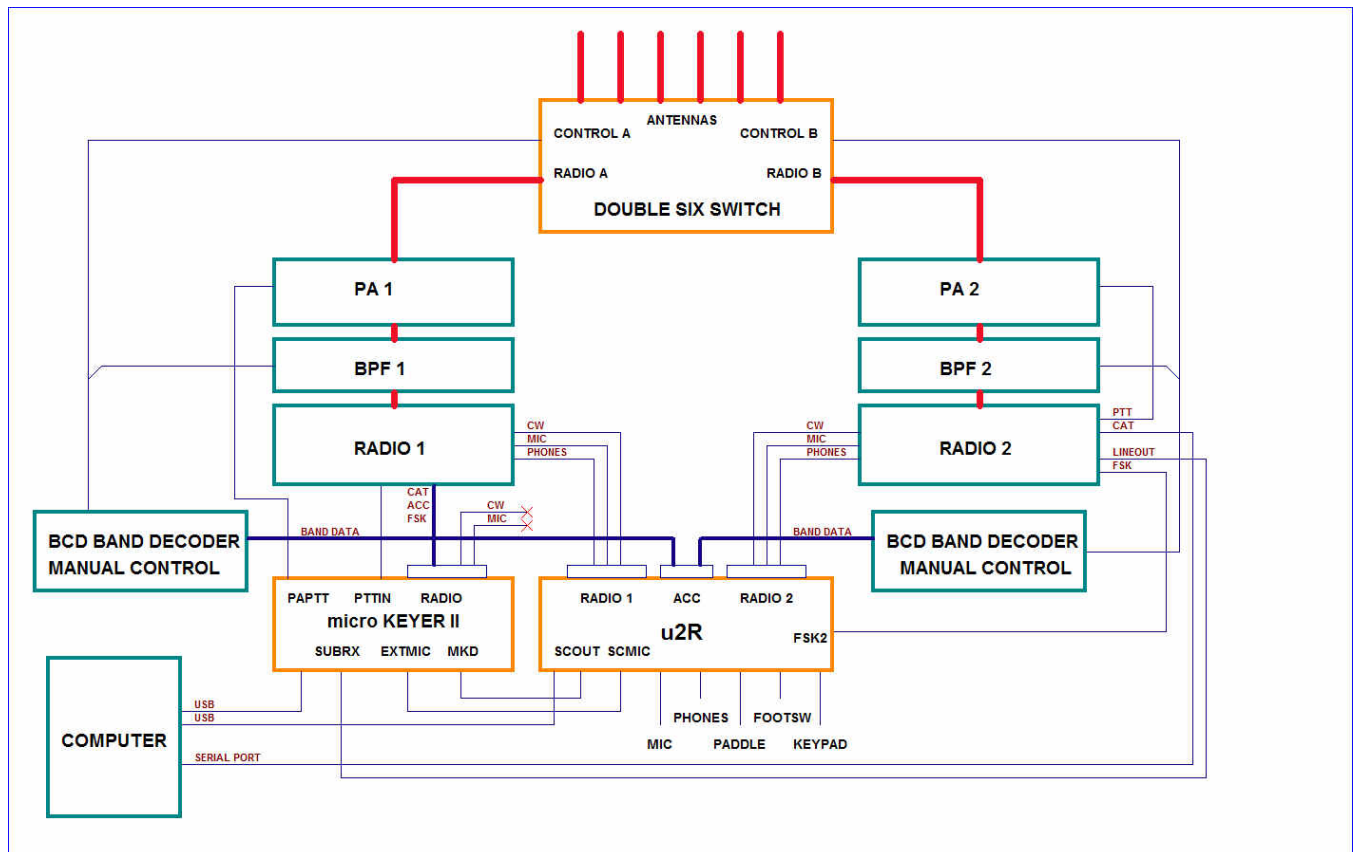 ANTENNAS
CONTROL A
CONTROL B
RADIO A
RADIO B
DOUBLE SIX SWITCH
PA 1
PA 2
BPF 1
BPF 2
RADIO 1
CW
MIC
PHONES
CW
MIC
PHONES
RADIO 2
PTT
CAT
LINEOUT
FSK
CAT
ACC
FSK
CW
MIC
BAND DATA
BAND DATA
BCD BAND DECODER
MANUAL CONTROL
BCD BAND DECODER
MANUAL CONTROL
PAPTT
PTTIN
RADIO
micro KEYER II
SUBRX
EXTMIC
MKD
RADIO 1
ACC
RADIO 2
u2R
FSK2
SCOUT
SCMIC
COMPUTER
USB
USB
SERIAL PORT
PHONES
FOOTSW
MIC
PADDLE
KEYPAD